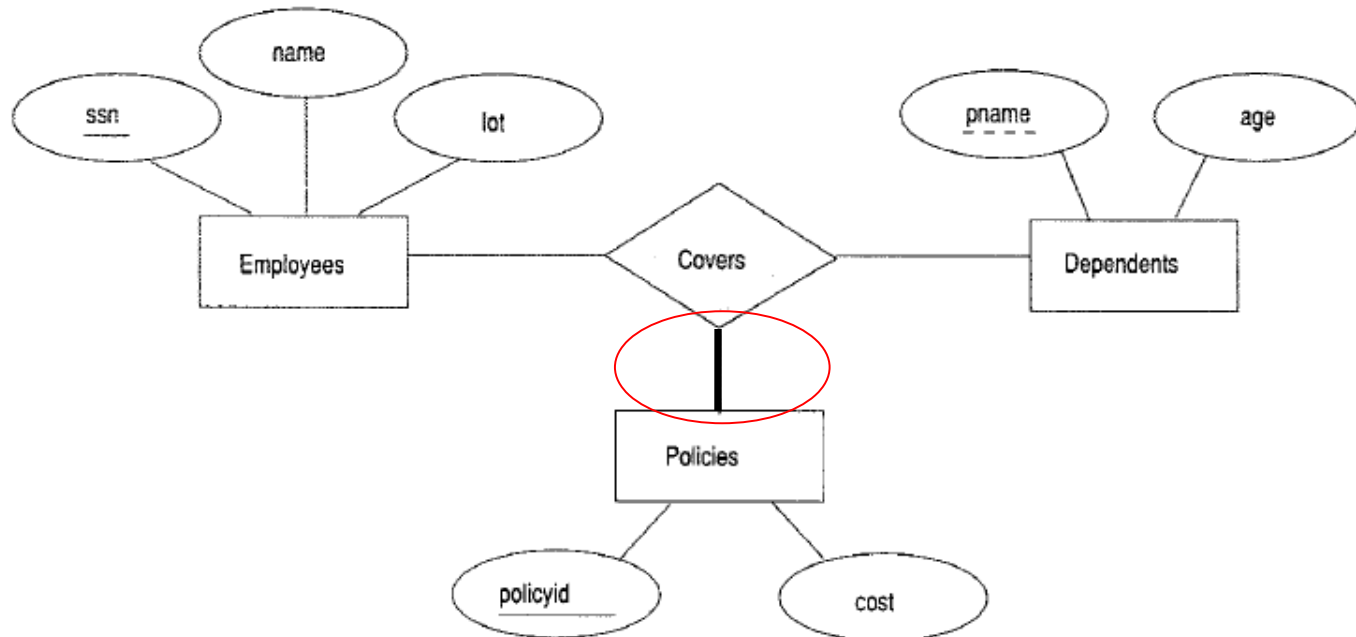 name
ssn
lot
pname
age
Employees
Covers
Dependents
Policies
policyid
cost